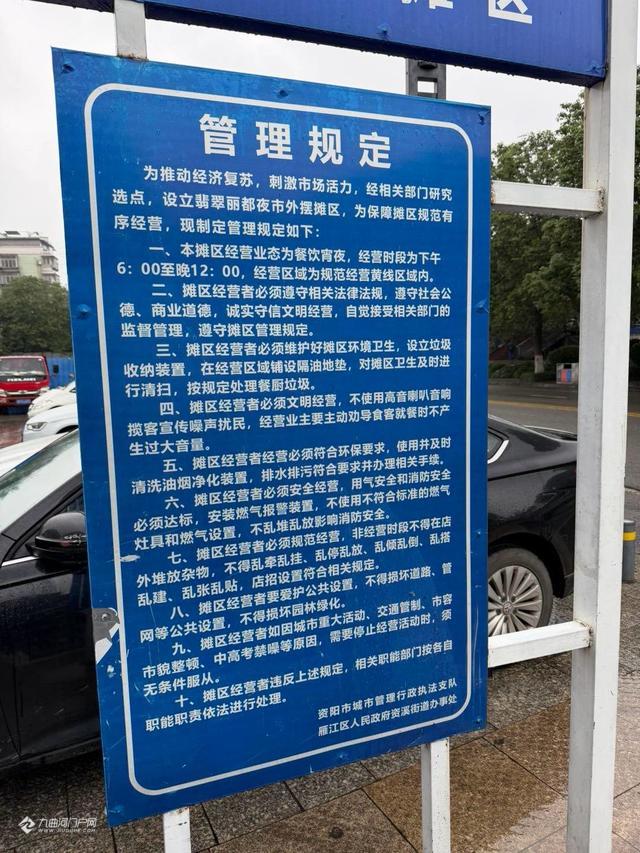 摊区
管理规定
为推动经济复苏，刺激市场活力，经相关部门研究
选点，设立翡翠丽都夜市外摆摊区，为保障摊区规范有
序经营，现制定管理规定如下：
一、本摊区经营业态为餐饮宵夜，经营时段为下午
6：00至晚12：00，经营区域为规范经营黄线区域内。
二、摊区经营者必须遵守相关法律法规，遵守社会公
德、商业道德，诚实守信文明经营，自觉接受相关部门的
监督管理，遵守摊区管理规定。
三、摊区经营者必须维护好摊区环境卫生，设立垃圾
收纳装置，在经营区域铺设隔油地垫，对摊区卫生及时进
行清扫，按规定处理餐厨垃圾。
四、摊区经营者必须文明经营，不使用高音喇叭音响
揽客宣传噪声扰民，经营业主要主动劝导食客就餐时不产
生过大音量。
五、摊区经营者经营必须符合环保要求，使用并及时
清洗油烟净化装置，排水排污符合要求并办理相关手续。
六、摊区经营者必须安全经营，用气安全和消防安全
必须达标，安装燃气报警装置，不使用不符合标准的燃气
灶具和燃气设置，不乱堆乱放影响消防安全。
七、摊区经营者必须规范经营，非经营时段不得在店
外堆放杂物，不得乱牵乱挂、乱停乱放、乱倾乱倒、乱搭
乱建、乱张乱贴，店招设置符合相关规定。
八、摊区经营者要爱护公共设置，不得损坏道路、管
网等公共设置，不得损坏园林绿化。
九、摊区经营者如因城市重大活动、交通管制、市容
市貌整顿、中高考禁噪等原因，需要停止经营活动时，须
无条件服从。
十、摊区经营者违反上述规定，相关职能部门按各自
职能职责依法进行处理。
资阳市城市管理行政执法支队
雁江区人民政府资溪街道办事处
九曲河门户网